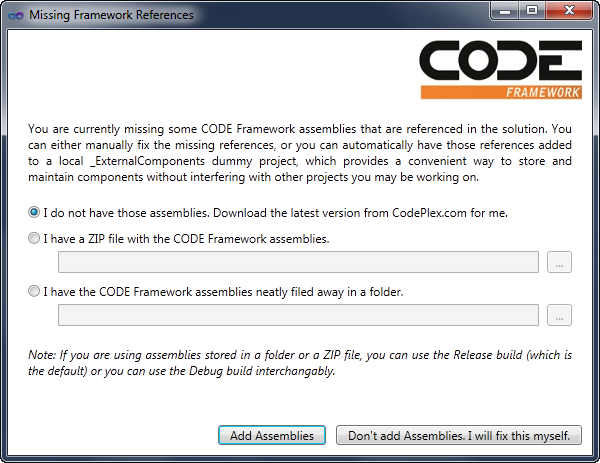 Missing Framework References
CODE
FRAMEWORK
You are currently missing some CODE Framework assemblies that are referenced in the solution. You
can either manually fix the missing references, or you can automatically have those references added
to a local _ExternalComponents dummy project, which provides a convenient way to store and
maintain components without interfering with other projects you may be working on.
I do not have those assemblies. Download the latest version from CodePlex.com for me.
I have a ZIP file with the CODE Framework assemblies.
...
I have the CODE Framework assemblies neatly filed away in a folder.
...
Note: If you are using assemblies stored in a folder or a ZIP file, you can use the Release build (which is
the default) or you can use the Debug build interchangably.
Add Assemblies
Don't add Assemblies. I will fix this myself.